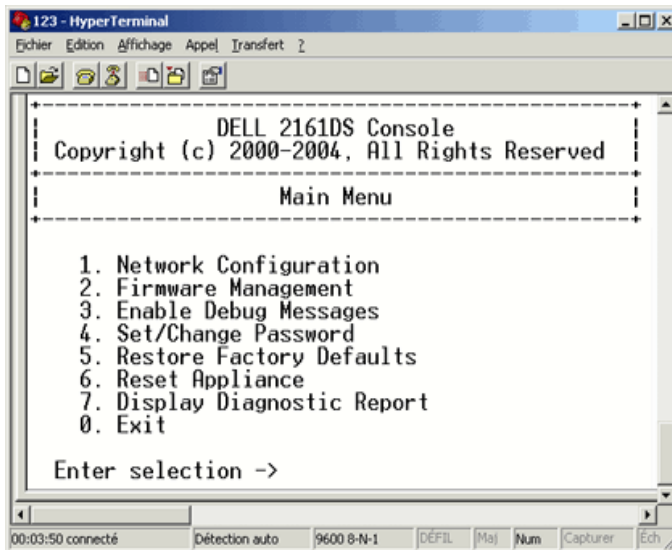 123 - HyperTerminal
Fichier Edition Affichage Appel Transfert ?
DELL 2161DS Console
Copyright (c) 2000-2004, All Rights Reserved
Main Menu
1. Network Configuration
2. Firmware Management
3. Enable Debug Messages
4. Set/Change Password
5. Restore Factory Defaults
6. Reset Appliance
7. Display Diagnostic Report
0. Exit
Enter selection ->
00:03:50 connecté Détection auto 9600 8-N-1 DÉFIL Maj Num Capturer Éch